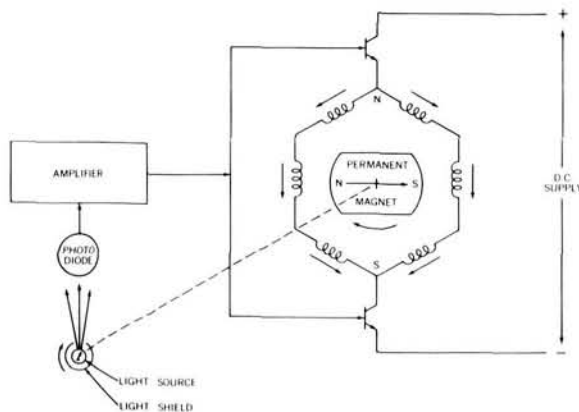 +
N
AMPLIFIER
PERMANENT
N S
MAGNET
D.C.
SUPPLY
PHOTO
DIODE
S
−
LIGHT SOURCE
LIGHT SHIELD